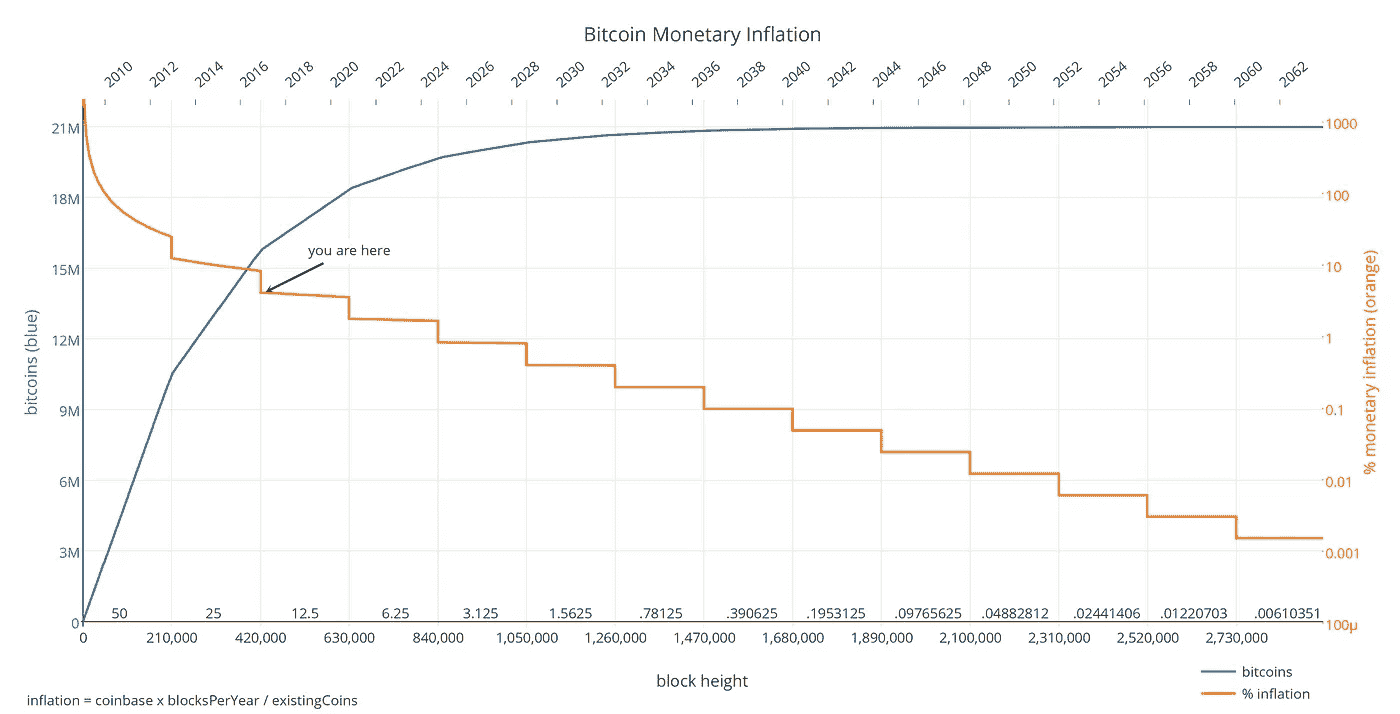 Bitcoin Monetary Inflation
2010 2012 2014 2016 2018 2020 2022 2024 2026 2028 2030 2032 2034 2036 2038 2040 2042 2044 2046 2048 2050 2052 2054 2056 2058 2060 2062
21M
18M
15M
12M
9M
6M
3M
0
bitcoins (blue)
you are here
1000
100
10
1
0.1
0.01
0.001
100µ
% monetary inflation (orange)
50 25 12.5 6.25 3.125 1.5625 .78125 .390625 .1953125 .09765625 .04882812 .02441406 .01220703 .00610351
0 210,000 420,000 630,000 840,000 1,050,000 1,260,000 1,470,000 1,680,000 1,890,000 2,100,000 2,310,000 2,520,000 2,730,000
block height
bitcoins
% inflation
inflation = coinbase x blocksPerYear / existingCoins